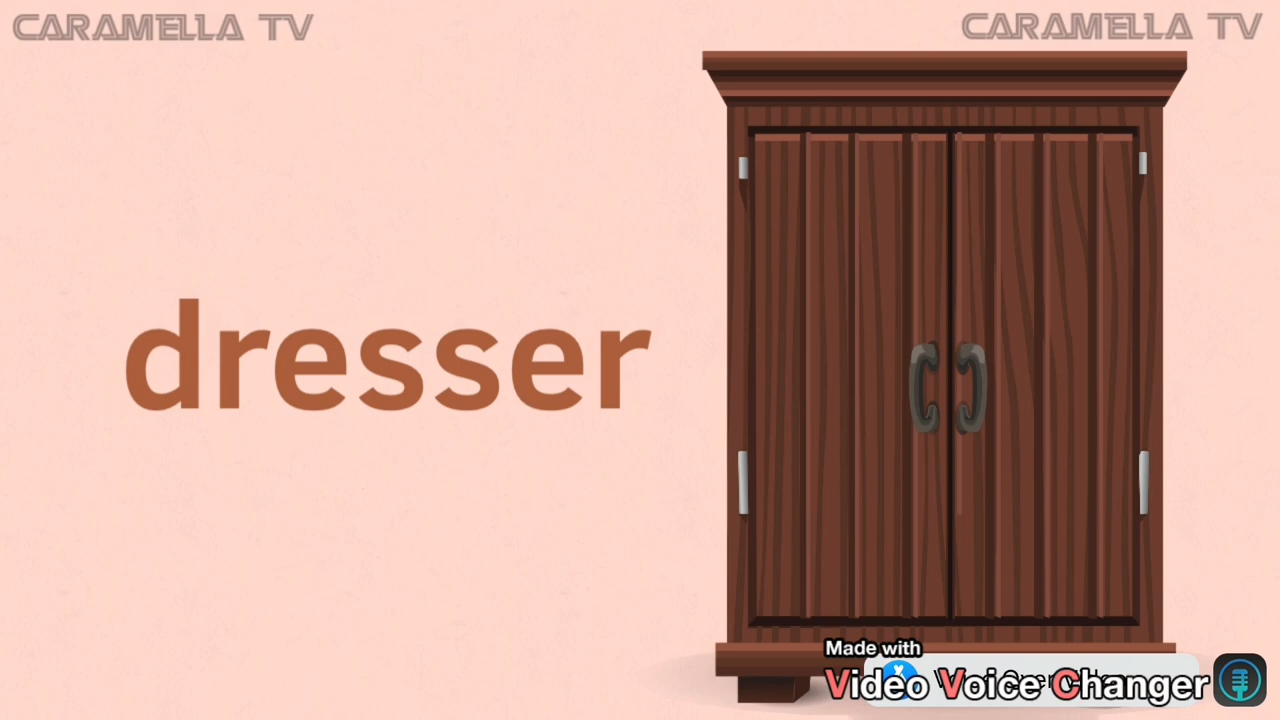 CARAMELLA TV
CARAMELLA TV
dresser
Made with
Video Voice Changer